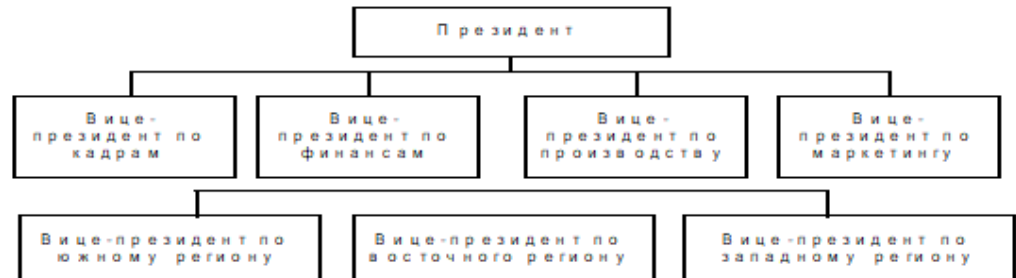 Президент
Вице-
президент по
кадрам
Вице-
президент по
финансам
Вице-
президент по
производству
Вице-
президент по
маркетингу
Вице-президент по
южному региону
Вице-президент по
восточного региону
Вице-президент по
западному региону